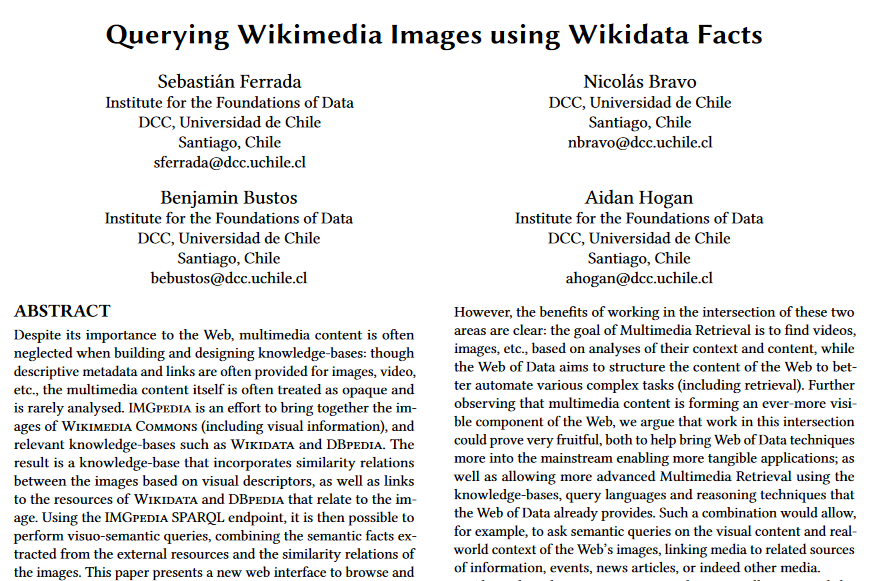 Querying Wikimedia Images using Wikidata Facts
Sebastián Ferrada
Institute for the Foundations of Data
DCC, Universidad de Chile
Santiago, Chile
sferrada@dcc.uchile.cl
Nicolás Bravo
DCC, Universidad de Chile
Santiago, Chile
nbravo@dcc.uchile.cl
Benjamin Bustos
Institute for the Foundations of Data
DCC, Universidad de Chile
Santiago, Chile
bebustos@dcc.uchile.cl
Aidan Hogan
Institute for the Foundations of Data
DCC, Universidad de Chile
Santiago, Chile
ahogan@dcc.uchile.cl
ABSTRACT
Despite its importance to the Web, multimedia content is often
neglected when building and designing knowledge-bases: though
descriptive metadata and links are often provided for images, video,
etc., the multimedia content itself is often treated as opaque and
is rarely analysed. IMGpedia is an effort to bring together the im-
ages of Wikimedia Commons (including visual information), and
relevant knowledge-bases such as Wikidata and DBpedia. The
result is a knowledge-base that incorporates similarity relations
between the images based on visual descriptors, as well as links
to the resources of Wikidata and DBpedia that relate to the im-
age. Using the IMGpedia SPARQL endpoint, it is then possible to
perform visuo-semantic queries, combining the semantic facts ex-
tracted from the external resources and the similarity relations of
the images. This paper presents a new web interface to browse and
However, the benefits of working in the intersection of these two
areas are clear: the goal of Multimedia Retrieval is to find videos,
images, etc., based on analyses of their context and content, while
the Web of Data aims to structure the content of the Web to bet-
ter automate various complex tasks (including retrieval). Further
observing that multimedia content is forming an ever-more visi-
ble component of the Web, we argue that work in this intersection
could prove very fruitful, both to help bring Web of Data techniques
more into the mainstream enabling more tangible applications; as
well as allowing more advanced Multimedia Retrieval using the
knowledge-bases, query languages and reasoning techniques that
the Web of Data already provides. Such a combination would allow,
for example, to ask semantic queries on the visual content and real-
world context of the Web's images, linking media to related sources
of information, events, news articles, or indeed other media.